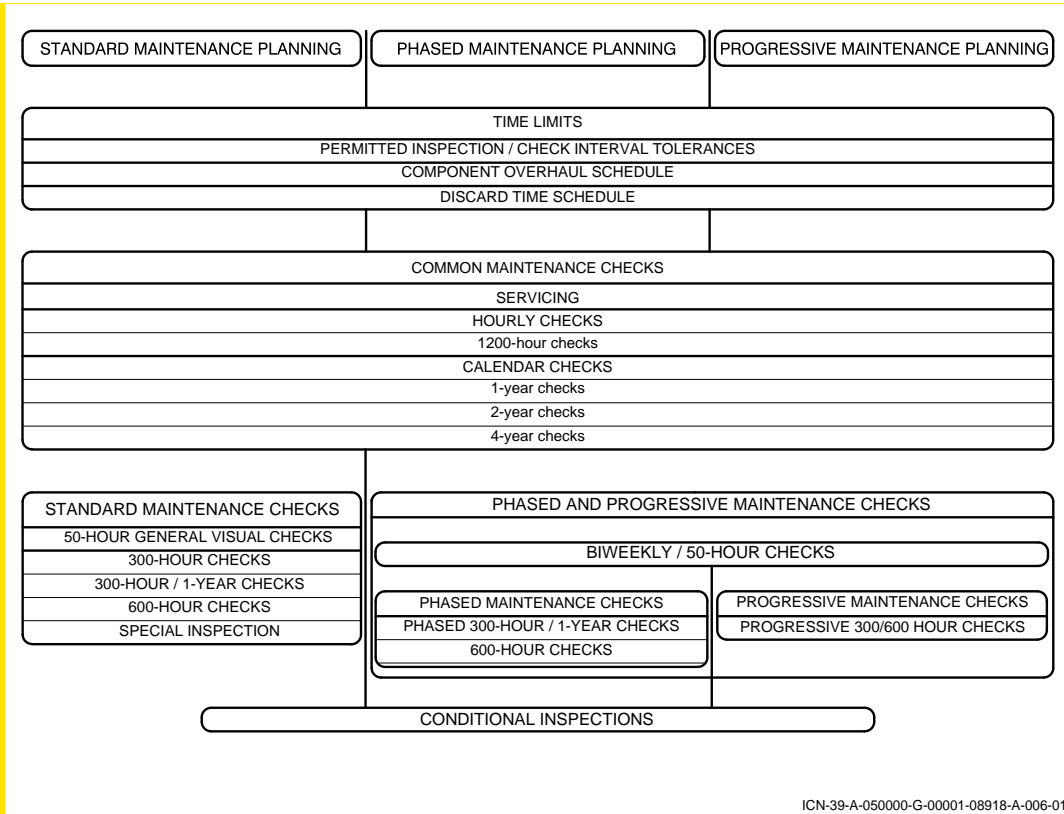 STANDARD MAINTENANCE PLANNING
PHASED MAINTENANCE PLANNING
PROGRESSIVE MAINTENANCE PLANNING
TIME LIMITS
PERMITTED INSPECTION / CHECK INTERVAL TOLERANCES
COMPONENT OVERHAUL SCHEDULE
DISCARD TIME SCHEDULE
COMMON MAINTENANCE CHECKS
SERVICING
HOURLY CHECKS
1200-hour checks
CALENDAR CHECKS
1-year checks
2-year checks
4-year checks
STANDARD MAINTENANCE CHECKS
50-HOUR GENERAL VISUAL CHECKS
300-HOUR CHECKS
300-HOUR / 1-YEAR CHECKS
600-HOUR CHECKS
SPECIAL INSPECTION
PHASED AND PROGRESSIVE MAINTENANCE CHECKS
BIWEEKLY / 50-HOUR CHECKS
PHASED MAINTENANCE CHECKS
PHASED 300-HOUR / 1-YEAR CHECKS
600-HOUR CHECKS
PROGRESSIVE MAINTENANCE CHECKS
PROGRESSIVE 300/600 HOUR CHECKS
CONDITIONAL INSPECTIONS
ICN-39-A-050000-G-00001-08918-A-006-01